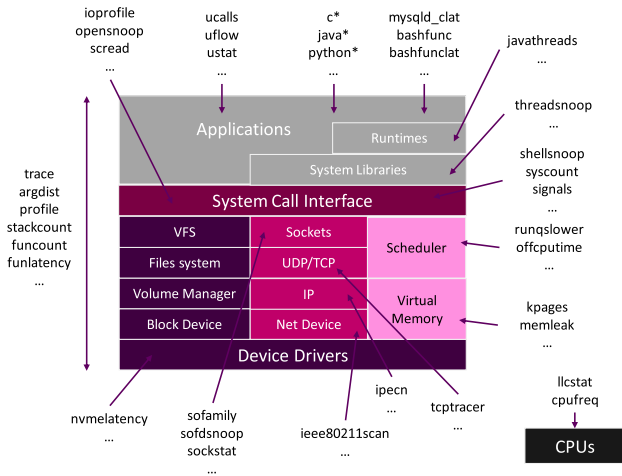 ioprofile
opensnoop
scread
...
ucalls
uflow
ustat
...
c*
java*
python*
...
mysqld_clat
bashfunc
bashfunclat
...
javathreads
...
threadsnoop
...
Applications
Runtimes
System Libraries
System Call Interface
shellsnoop
syscount
signals
...
trace
argdist
profile
stackcount
funcount
funlatency
...
VFS
Sockets
Scheduler
Files system
UDP/TCP
runqslower
offcputime
...
Volume Manager
IP
Virtual
Memory
Block Device
Net Device
kpages
memleak
...
Device Drivers
nvmelatency
...
sofamily
sofdsnoop
sockstat
...
ieee80211scan
...
ipecn
...
tcptracer
...
llcstat
cpufreq
CPUs